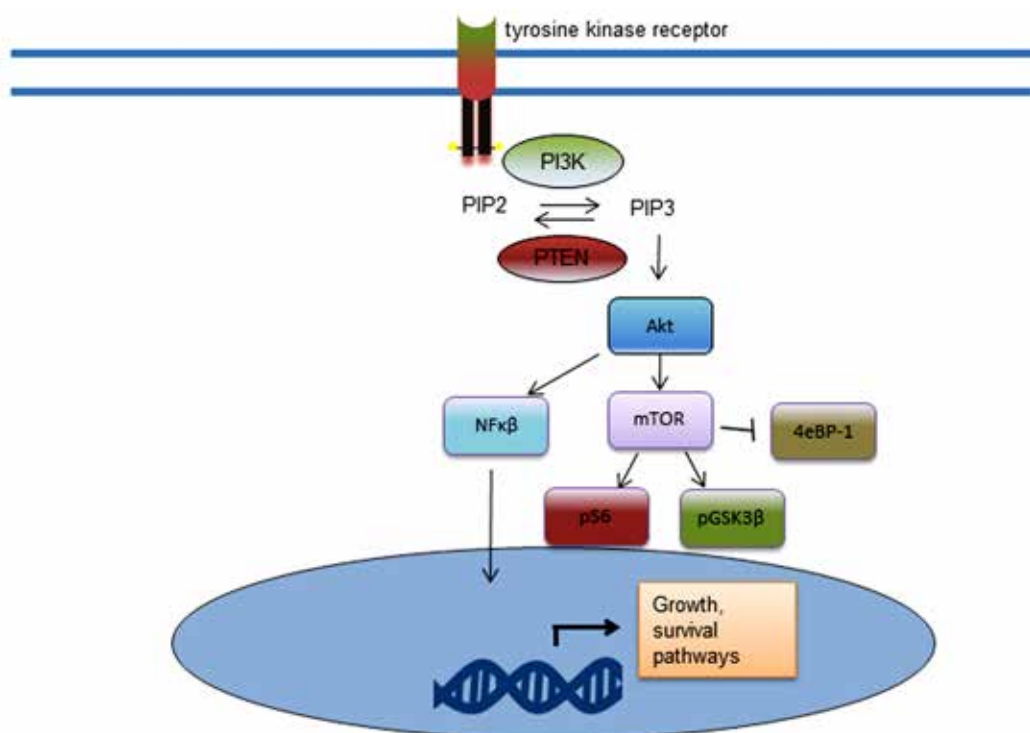 tyrosine kinase receptor
PI3K
PIP2
PIP3
PTEN
Akt
NFκβ
mTOR
4eBP-1
pS6
pGSK3β
Growth,
survival
pathways